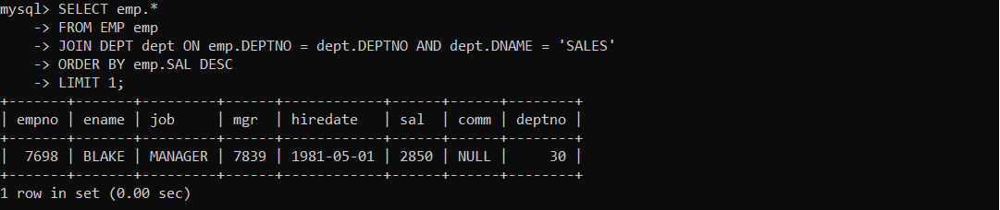 mysql> SELECT emp.*
    -> FROM EMP emp
    -> JOIN DEPT dept ON emp.DEPTNO = dept.DEPTNO AND dept.DNAME = 'SALES'
    -> ORDER BY emp.SAL DESC
    -> LIMIT 1;
+-------+-------+---------+------+------------+------+------+--------+
| empno | ename | job     | mgr  | hiredate   | sal  | comm | deptno |
+-------+-------+---------+------+------------+------+------+--------+
|  7698 | BLAKE | MANAGER | 7839 | 1981-05-01 | 2850 | NULL |     30 |
+-------+-------+---------+------+------------+------+------+--------+
1 row in set (0.00 sec)